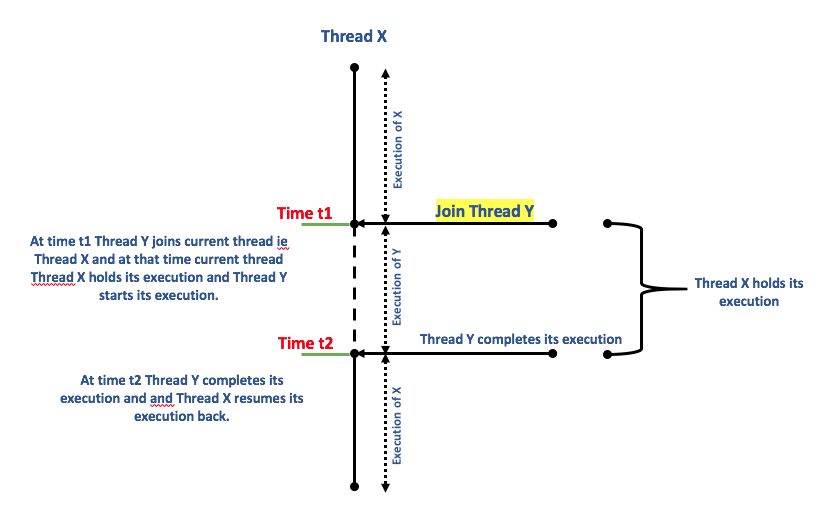 Thread X
Execution of X
Time t1
Join Thread Y
At time t1 Thread Y joins current thread ie
Thread X and at that time current thread
Thread X holds its execution and Thread Y
starts its execution.
Execution of Y
Thread X holds its
execution
Time t2
Thread Y completes its execution
At time t2 Thread Y completes its
execution and and Thread X resumes its
execution back.
Execution of X